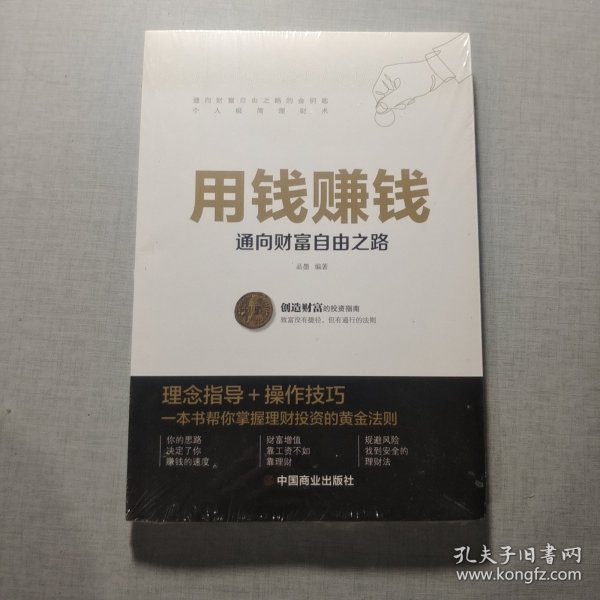 通向财富自由之路的金钥匙
个人极简理财术
用钱赚钱
通向财富自由之路
品墨 编著
创造财富的投资指南
致富没有捷径，但有通行的法则
理念指导+操作技巧
一本书帮你掌握理财投资的黄金法则
你的思路
决定了你
赚钱的速度
财富增值
靠工资不如
靠理财
规避风险
找到安全的
理财法
中国商业出版社
孔夫子旧书网
www.kongfz.com